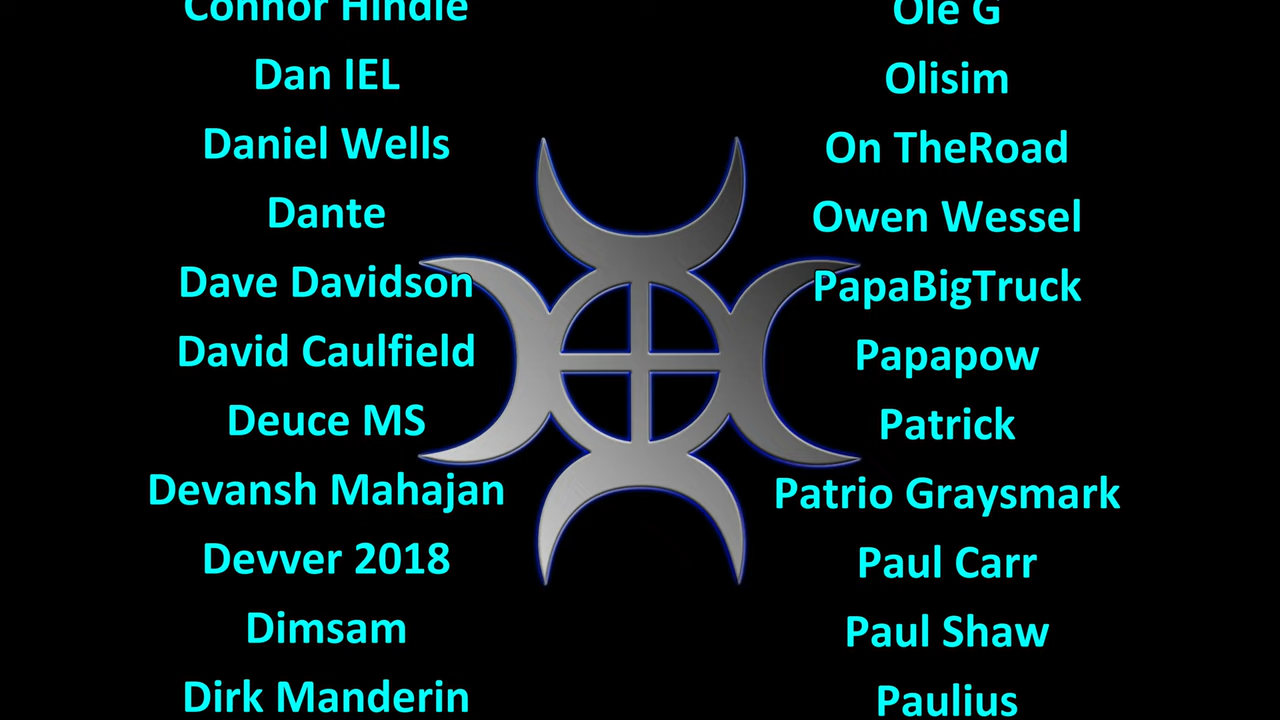 Connor Hindle
Dan IEL
Daniel Wells
Dante
Dave Davidson
David Caulfield
Deuce MS
Devansh Mahajan
Devver 2018
Dimsam
Dirk Manderin
Ole G
Olisim
On TheRoad
Owen Wessel
PapaBigTruck
Papapow
Patrick
Patrio Graysmark
Paul Carr
Paul Shaw
Paulius